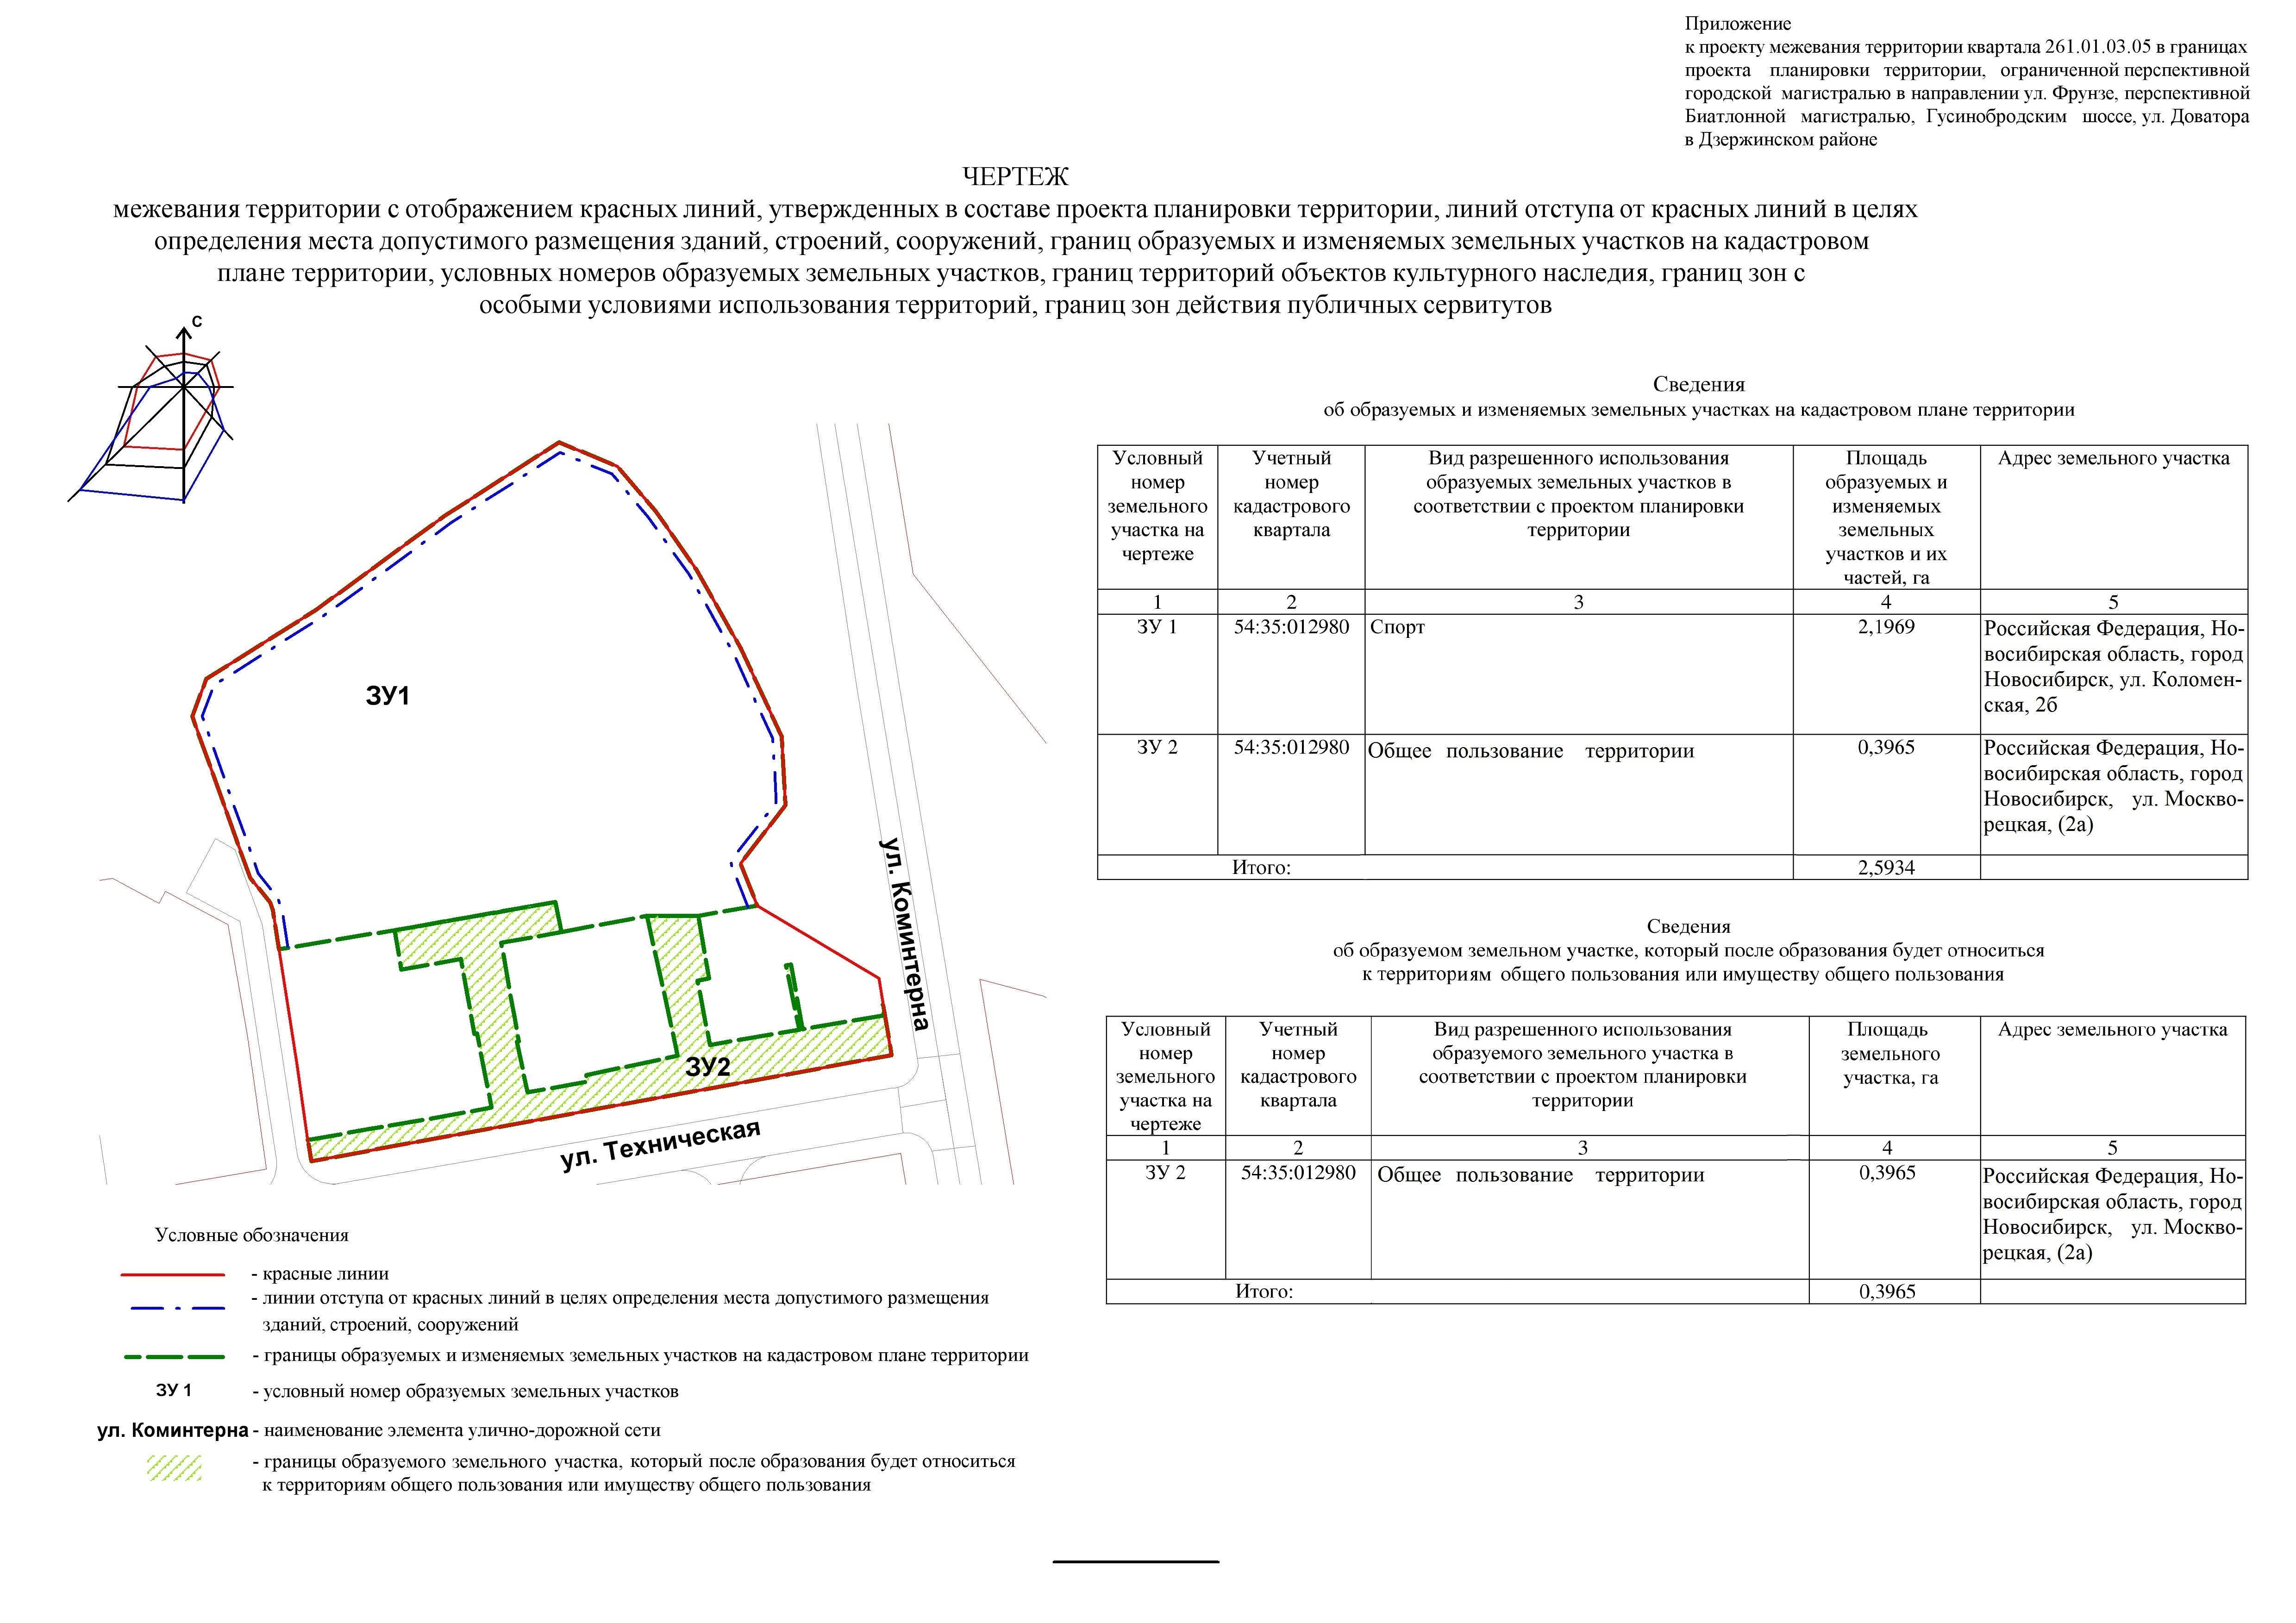 Приложение
к проекту межевания территории квартала 261.01.03.05 в границах
проекта планировки территории, ограниченной перспективной
городской магистралью в направлении ул. Фрунзе, перспективной
Биатлонной магистралью, Гусинобродским шоссе, ул. Доватора
в Дзержинском районе
ЧЕРТЕЖ
межевания территории с отображением красных линий, утвержденных в составе проекта планировки территории, линий отступа от красных линий в целях
определения места допустимого размещения зданий, строений, сооружений, границ образуемых и изменяемых земельных участков на кадастровом
плане территории, условных номеров образуемых земельных участков, границ территорий объектов культурного наследия, границ зон с
особыми условиями использования территорий, границ зон действия публичных сервитутов
С
ЗУ1
ЗУ2
ул. Коминтерна
ул. Техническая
Условные обозначения
- красные линии
- линии отступа от красных линий в целях определения места допустимого размещения
зданий, строений, сооружений
- границы образуемых и изменяемых земельных участков на кадастровом плане территории
ЗУ 1 - условный номер образуемых земельных участков
ул. Коминтерна - наименование элемента улично-дорожной сети
- границы образуемого земельного участка, который после образования будет относиться
к территориям общего пользования или имуществу общего пользования
Сведения
об образуемых и изменяемых земельных участках на кадастровом плане территории
Условный
номер
земельного
участка на
чертеже
Учетный
номер
кадастрового
квартала
Вид разрешенного использования
образуемых земельных участков в
соответствии с проектом планировки
территории
Площадь
образуемых и
изменяемых
земельных
участков и их
частей, га
Адрес земельного участка
1 2 3 4 5
ЗУ 1
54:35:012980
Спорт
2,1969
Российская Федерация, Но-
восибирская область, город
Новосибирск, ул. Коломен-
ская, 2б
ЗУ 2
54:35:012980
Общее пользование территории
0,3965
Российская Федерация, Но-
восибирская область, город
Новосибирск, ул. Москво-
рецкая, (2а)
Итого: 2,5934
Сведения
об образуемом земельном участке, который после образования будет относиться
к территориям общего пользования или имуществу общего пользования
Условный
номер
земельного
участка на
чертеже
Учетный
номер
кадастрового
квартала
Вид разрешенного использования
образуемого земельного участка в
соответствии с проектом планировки
территории
Площадь
земельного
участка, га
Адрес земельного участка
1 2 3 4 5
ЗУ 2
54:35:012980
Общее пользование территории
0,3965
Российская Федерация, Но-
восибирская область, город
Новосибирск, ул. Москво-
рецкая, (2а)
Итого: 0,3965